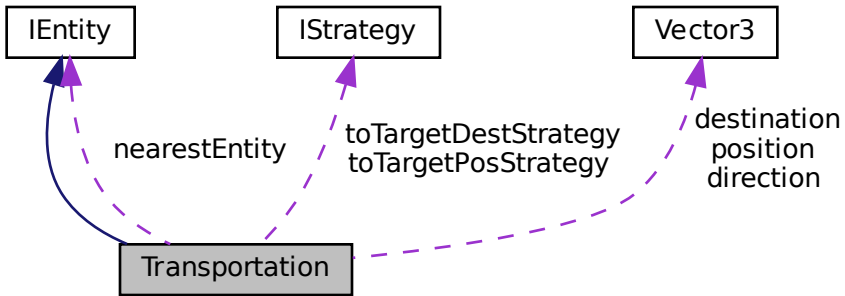 IEntity
IStrategy
Vector3
nearestEntity
toTargetDestStrategy
toTargetPosStrategy
destination
position
direction
Transportation